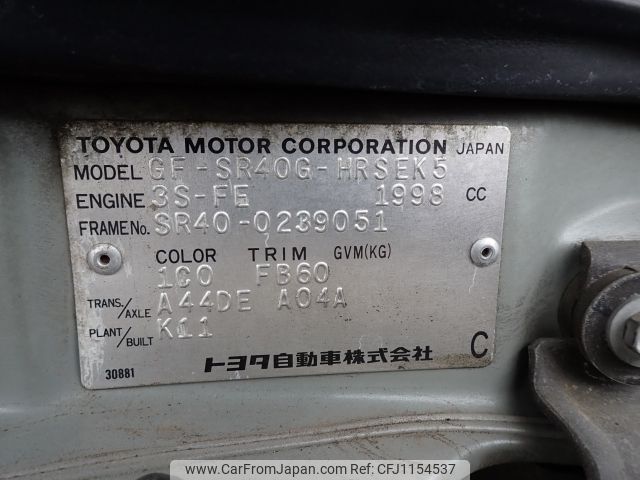 TOYOTA MOTOR CORPORATION JAPAN
MODEL GF-SR40G-HRSEK5
ENGINE 3S-FE 1998 CC
FRAME No. SR40-0239051
COLOR TRIM GVM(KG)
1C0 FB60
TRANS./AXLE A44DE A04A
PLANT/BUILT K11
トヨタ自動車株式会社 C
30881
www.CarFromJapan.com | ID: CFJ1154537